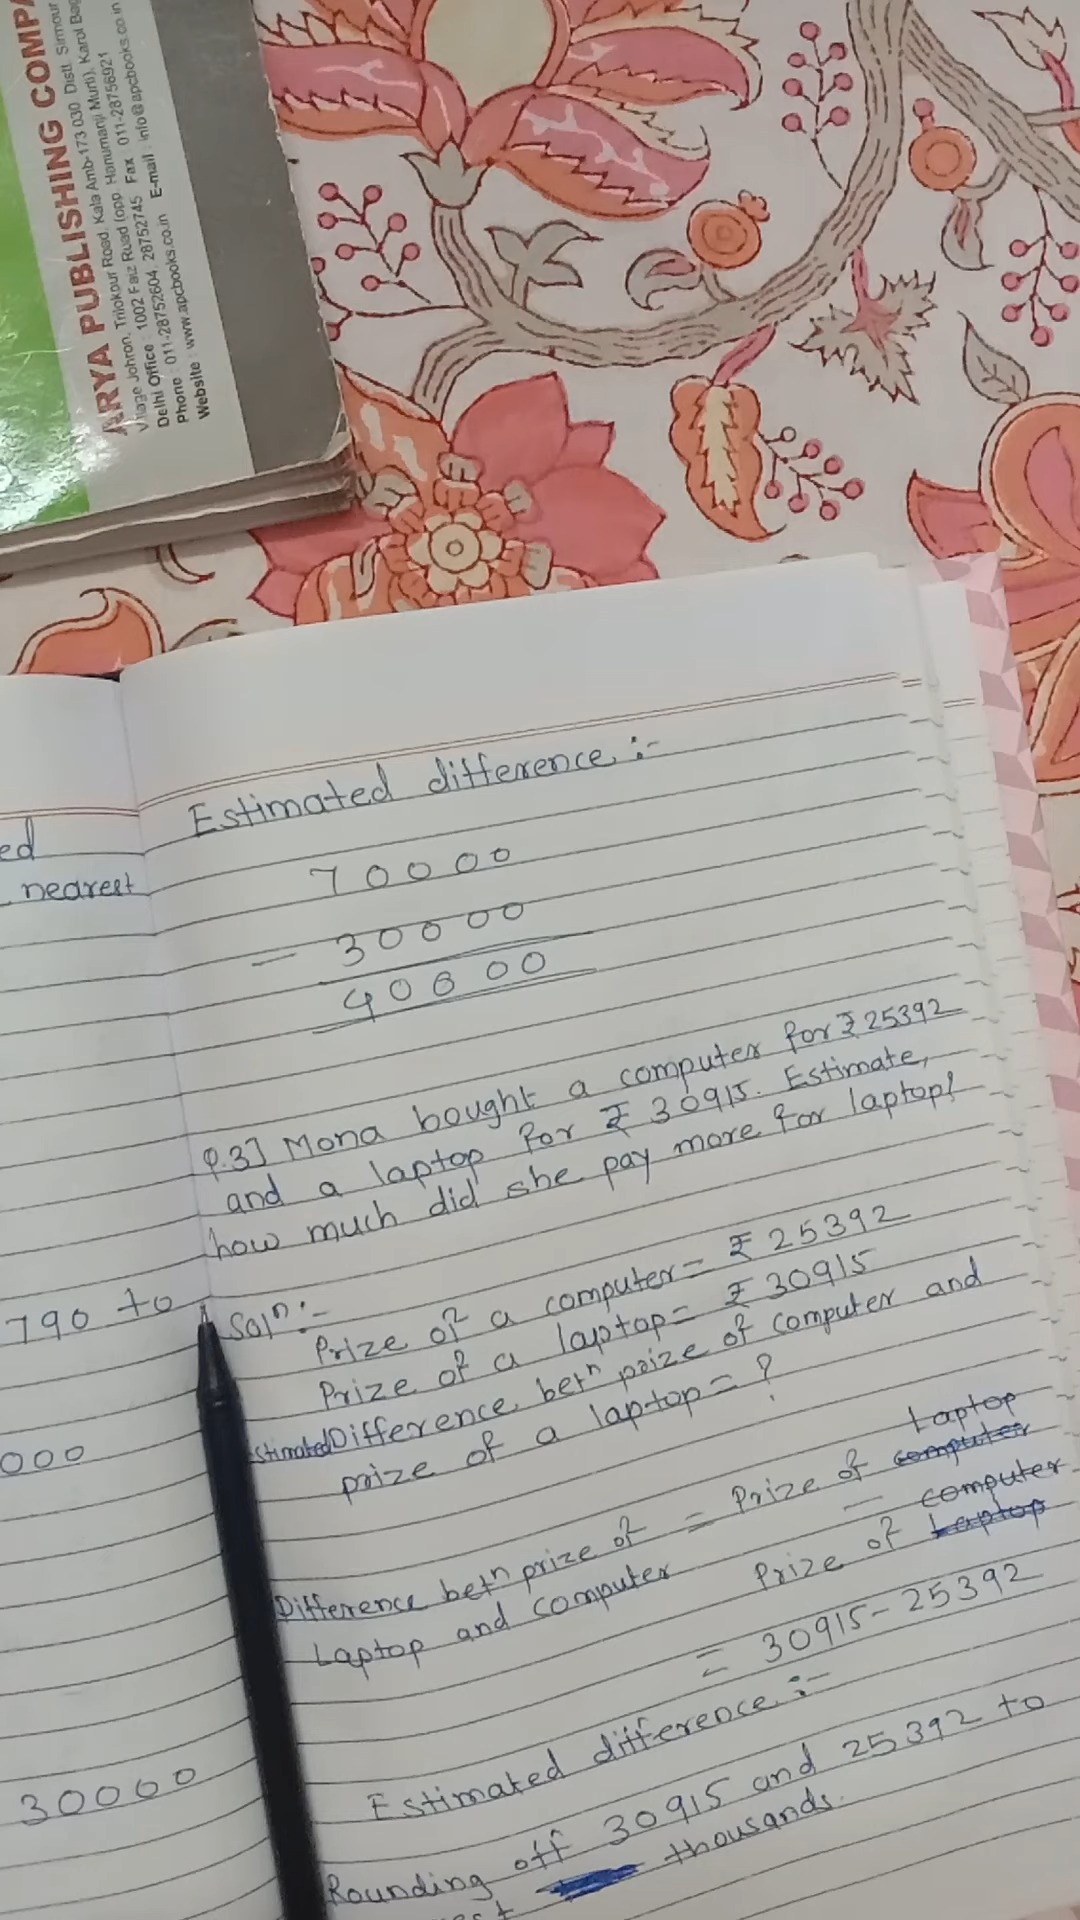 ARYA PUBLISHING COMPA
Village Johron, Trilokpur Road, Kala Amb-173 030 Distt. Sirmour
Delhi Office : 1002 Faiz Road (opp. Hanumanji Murti), Karol Bag
Phone : 011-28752604, 28752745 Fax : 011-28756921
Website : www.apcbooks.co.in E-mail : info@apcbooks.co.in
ed
nearest
790 to
000
30000
Estimated difference :-
70000
- 30000
40000
Q.3] Mona bought a computer for ₹ 25392
and a laptop for ₹ 30915. Estimate,
how much did she pay more for laptop?
Solⁿ :-
Prize of a computer = ₹ 25392
Prize of a laptop = ₹ 30915
Difference betⁿ prize of computer and
prize of a laptop = ?
Laptop
Difference betⁿ prize of = Prize of computer
- computer
Laptop and computer Prize of Laptop
= 30915 - 25392
Estimated difference :-
Rounding off 30915 and 25392 to
thousands.